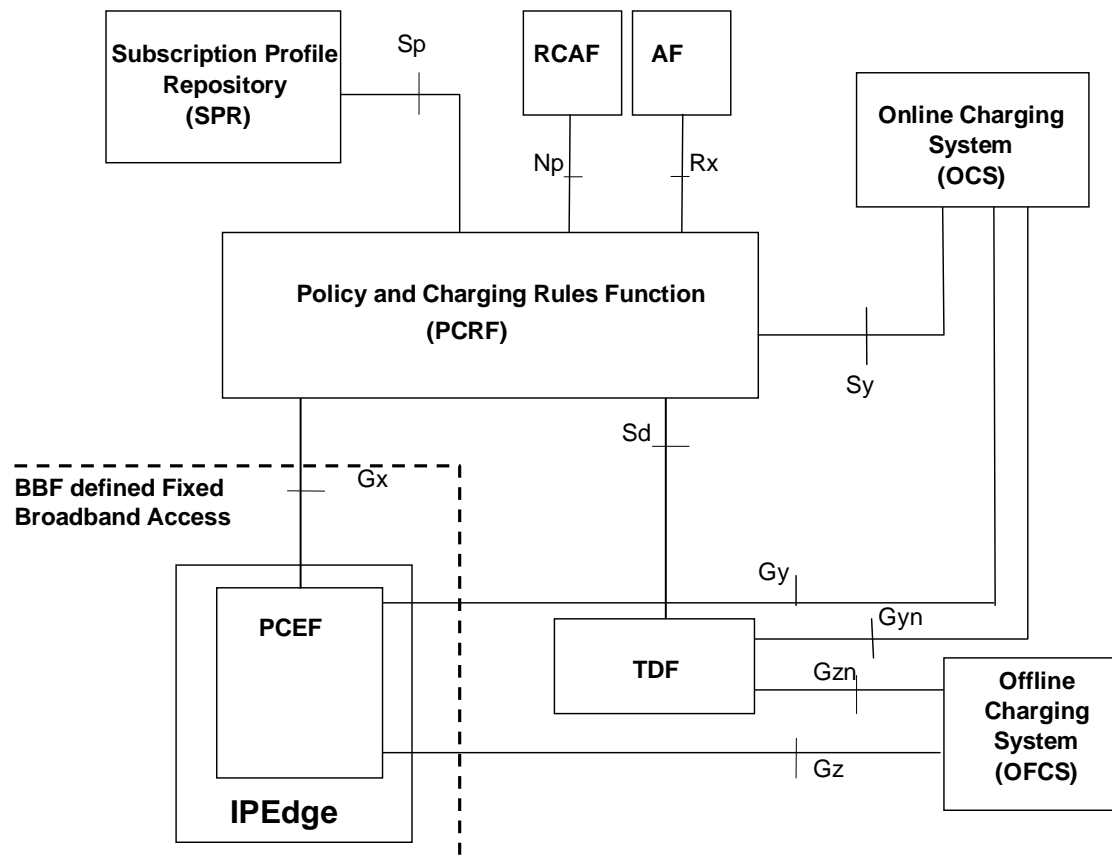 Subscription Profile
Repository
(SPR)
Sp
RCAF
AF
Online Charging
System
(OCS)
Np
Rx
Policy and Charging Rules Function
(PCRF)
Sy
Sd
Gx
BBF defined Fixed
Broadband Access
Gy
Gyn
PCEF
TDF
Gzn
Offline
Charging
System
(OFCS)
Gz
IPEdge